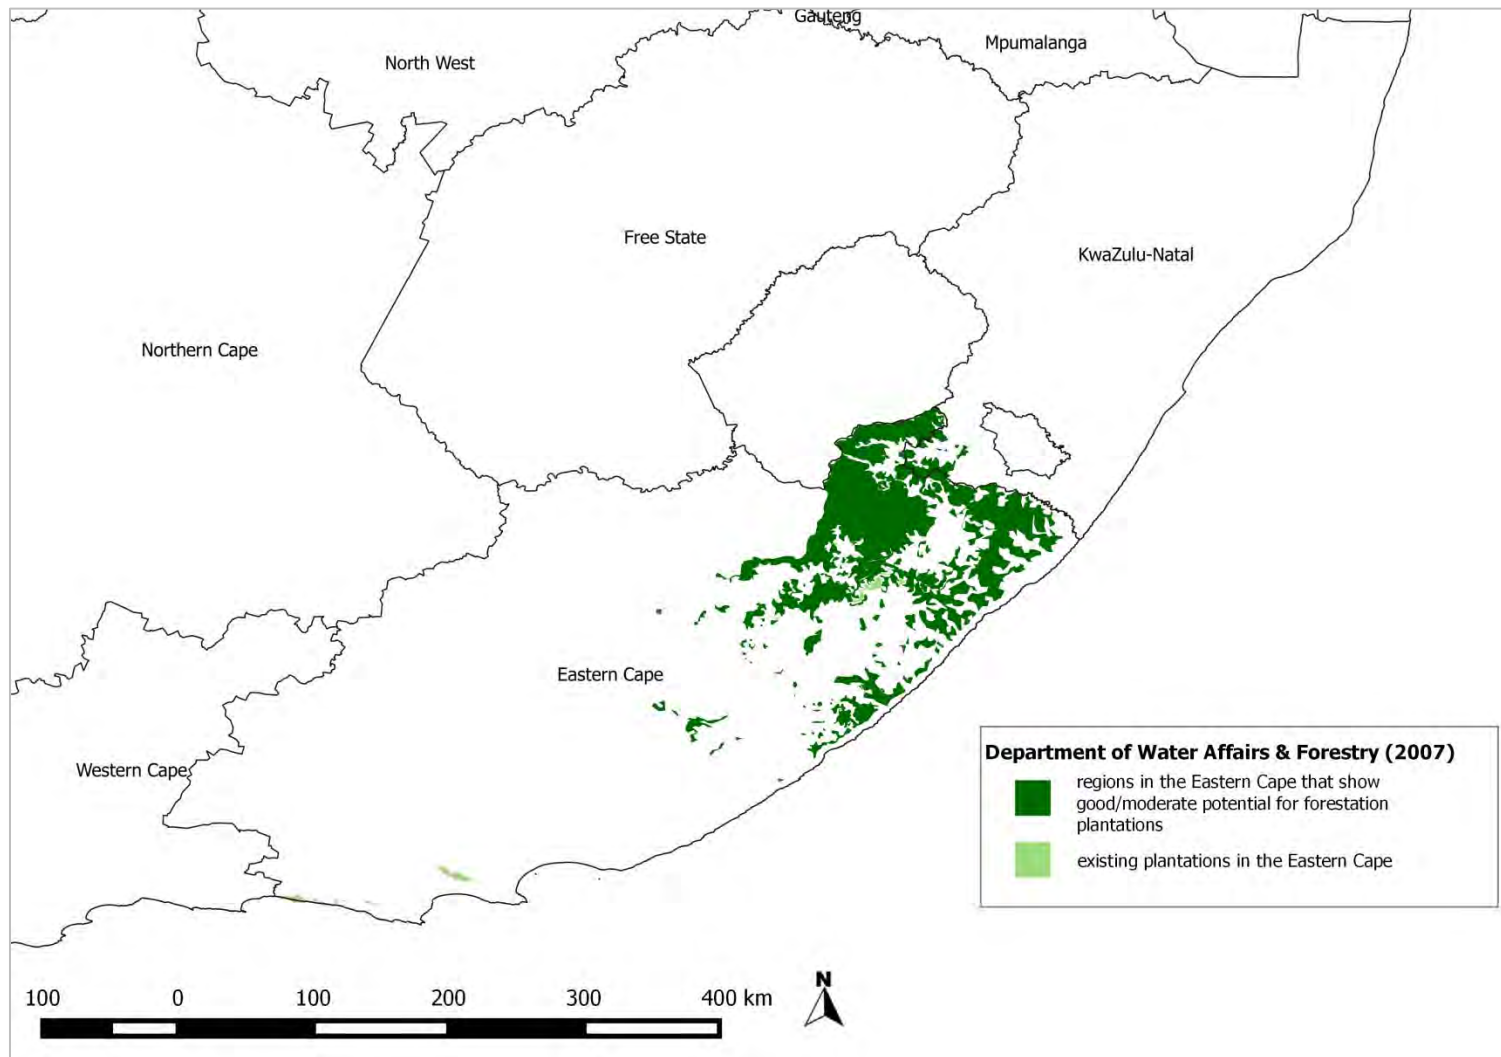 Gauteng
Mpumalanga
North West
Free State
KwaZulu-Natal
Northern Cape
Eastern Cape
Western Cape
Department of Water Affairs & Forestry (2007)
regions in the Eastern Cape that show
good/moderate potential for forestation
plantations
existing plantations in the Eastern Cape
N
100 0 100 200 300 400 km